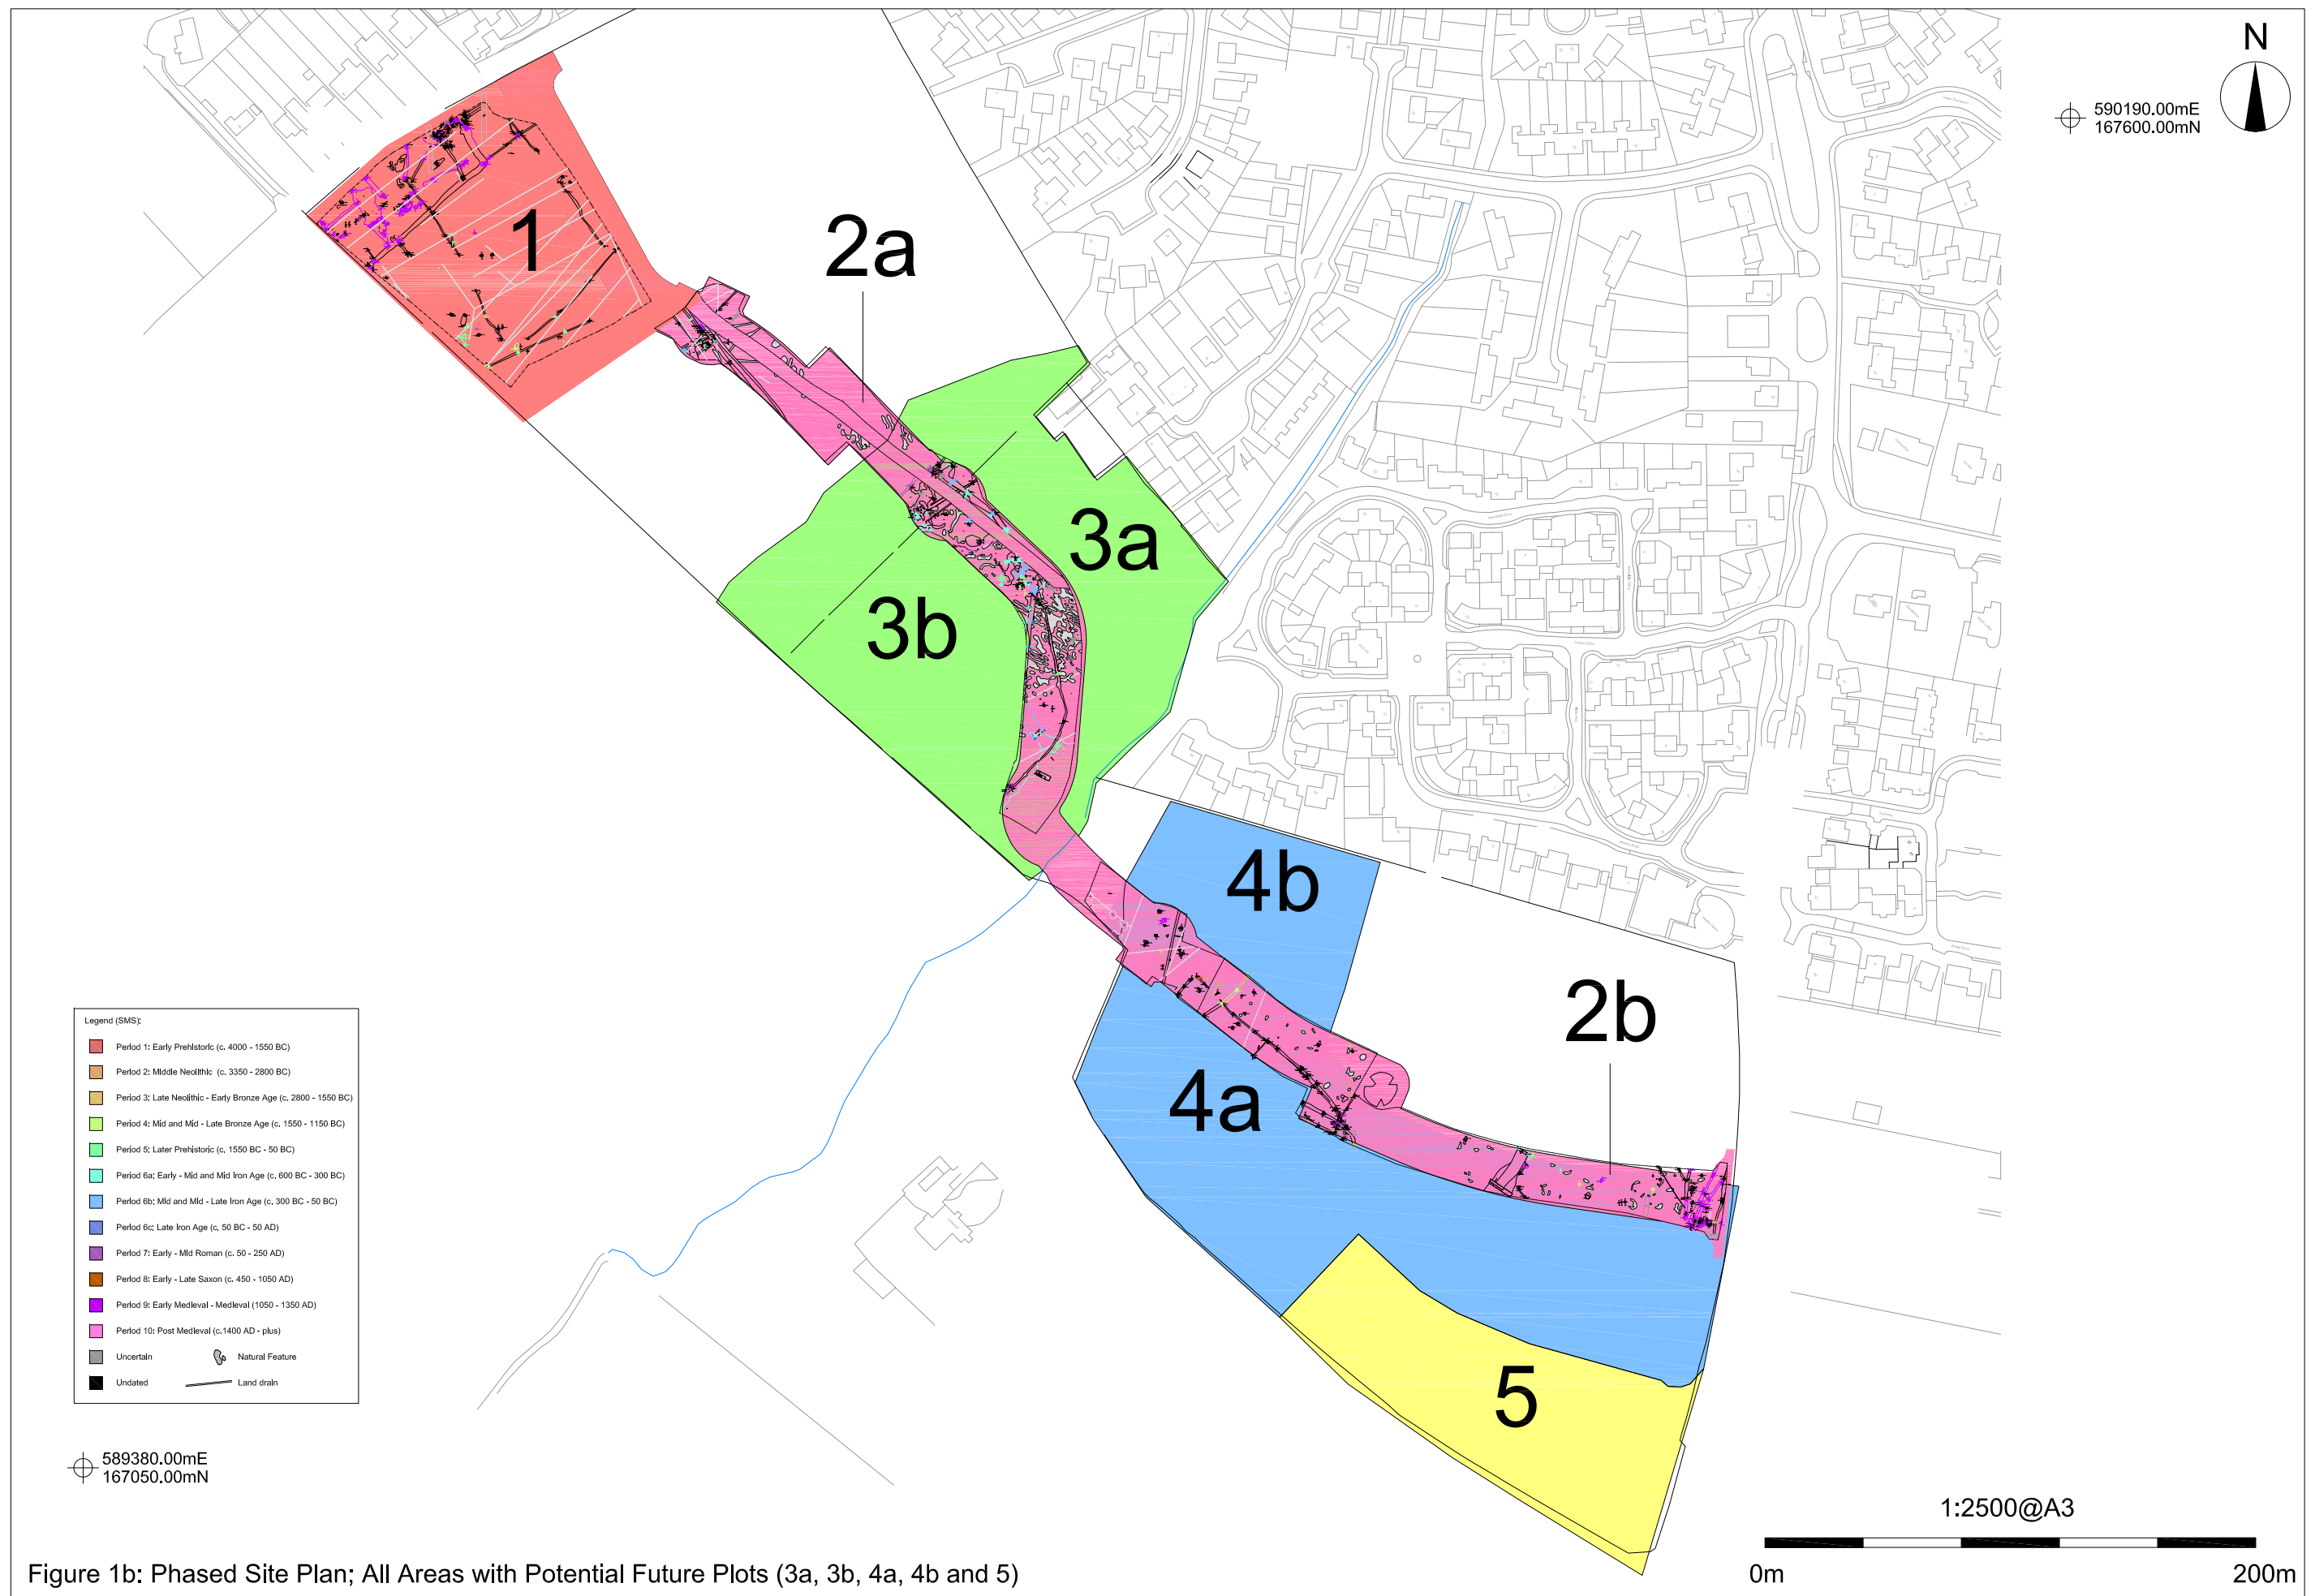 N
590190.00mE
167600.00mN
1
2a
3a
3b
4b
2b
4a
5
Legend (SMS):
Period 1: Early Prehistoric (c. 4000 - 1550 BC)
Period 2: Middle Neolithic (c. 3350 - 2800 BC)
Period 3: Late Neolithic - Early Bronze Age (c. 2800 - 1550 BC)
Period 4: Mid and Mid - Late Bronze Age (c. 1550 - 1150 BC)
Period 5: Later Prehistoric (c. 1550 BC - 50 BC)
Period 6a: Early - Mid and Mid Iron Age (c. 600 BC - 300 BC)
Period 6b: Mid and Mid - Late Iron Age (c. 300 BC - 50 BC)
Period 6c: Late Iron Age (c. 50 BC - 50 AD)
Period 7: Early - Mid Roman (c. 50 - 250 AD)
Period 8: Early - Late Saxon (c. 450 - 1050 AD)
Period 9: Early Medieval - Medieval (1050 - 1350 AD)
Period 10: Post Medieval (c.1400 AD - plus)
Uncertain Natural Feature
Undated Land drain
589380.00mE
167050.00mN
1:2500@A3
0m 200m
Figure 1b: Phased Site Plan; All Areas with Potential Future Plots (3a, 3b, 4a, 4b and 5)